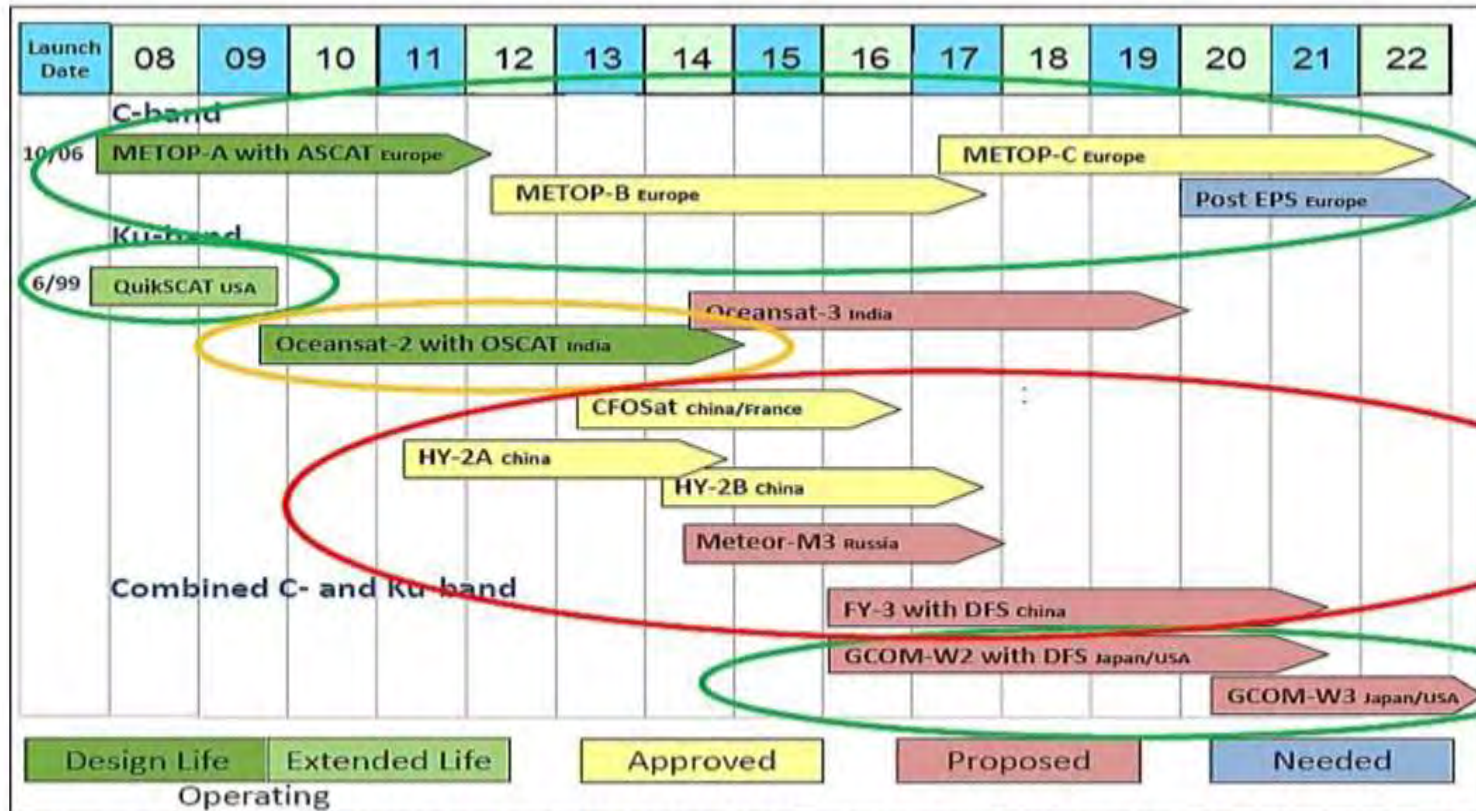 Launch Date 08 09 10 11 12 13 14 15 16 17 18 19 20 21 22
C-band
10/06 METOP-A with ASCAT Europe METOP-C Europe
METOP-B Europe Post EPS Europe
Ku-band
6/99 QuikSCAT USA
Oceansat-3 India
Oceansat-2 with OSCAT India
CFOSat China/France
HY-2A China
HY-2B China
Meteor-M3 Russia
Combined C- and Ku-band
FY-3 with DFS China
GCOM-W2 with DFS Japan/USA
GCOM-W3 Japan/USA
Design Life Extended Life Approved Proposed Needed
Operating